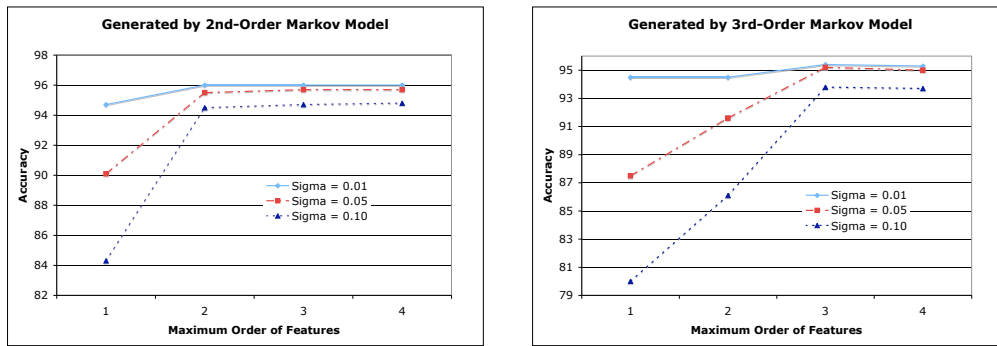 Generated by 2nd-Order Markov Model
98
96
94
92
90
88
86
84
82
Accuracy
Sigma = 0.01
Sigma = 0.05
Sigma = 0.10
1 2 3 4
Maximum Order of Features
Generated by 3rd-Order Markov Model
95
93
91
89
87
85
83
81
79
Accuracy
Sigma = 0.01
Sigma = 0.05
Sigma = 0.10
1 2 3 4
Maximum Order of Features